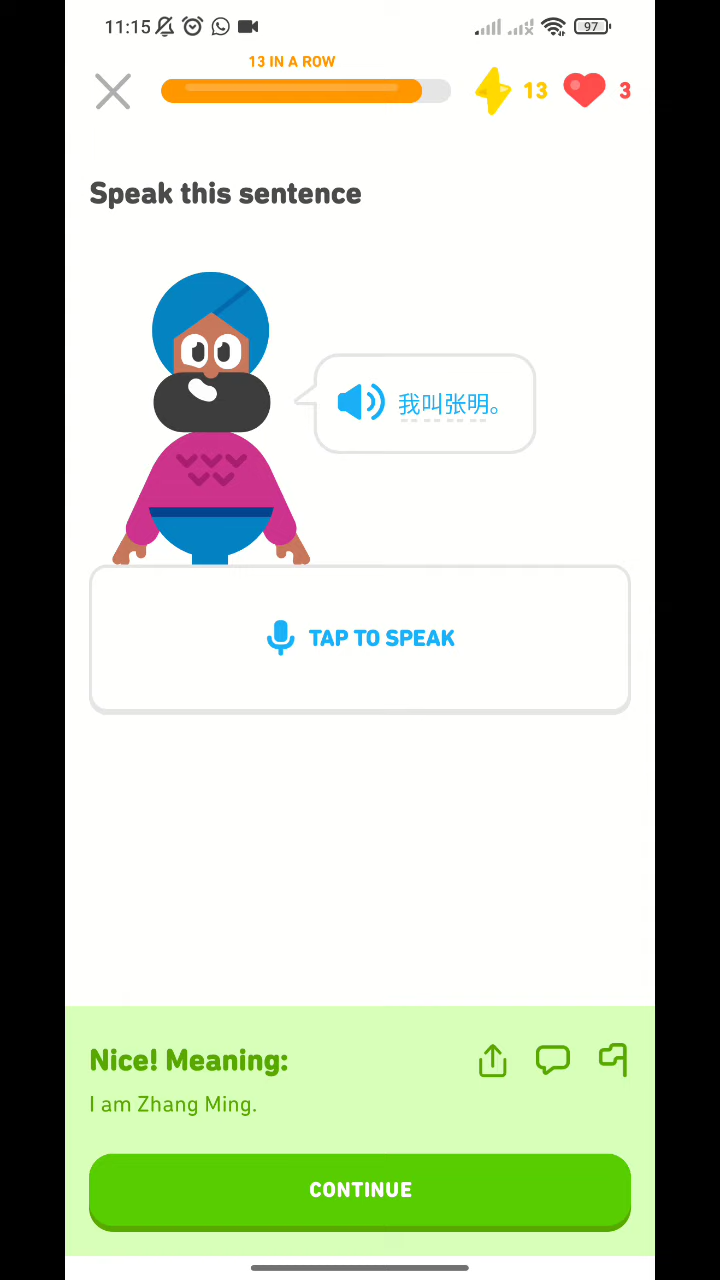 11:15 97
13 IN A ROW
13 3
Speak this sentence
我叫张明。
TAP TO SPEAK
Nice! Meaning:
I am Zhang Ming.
CONTINUE